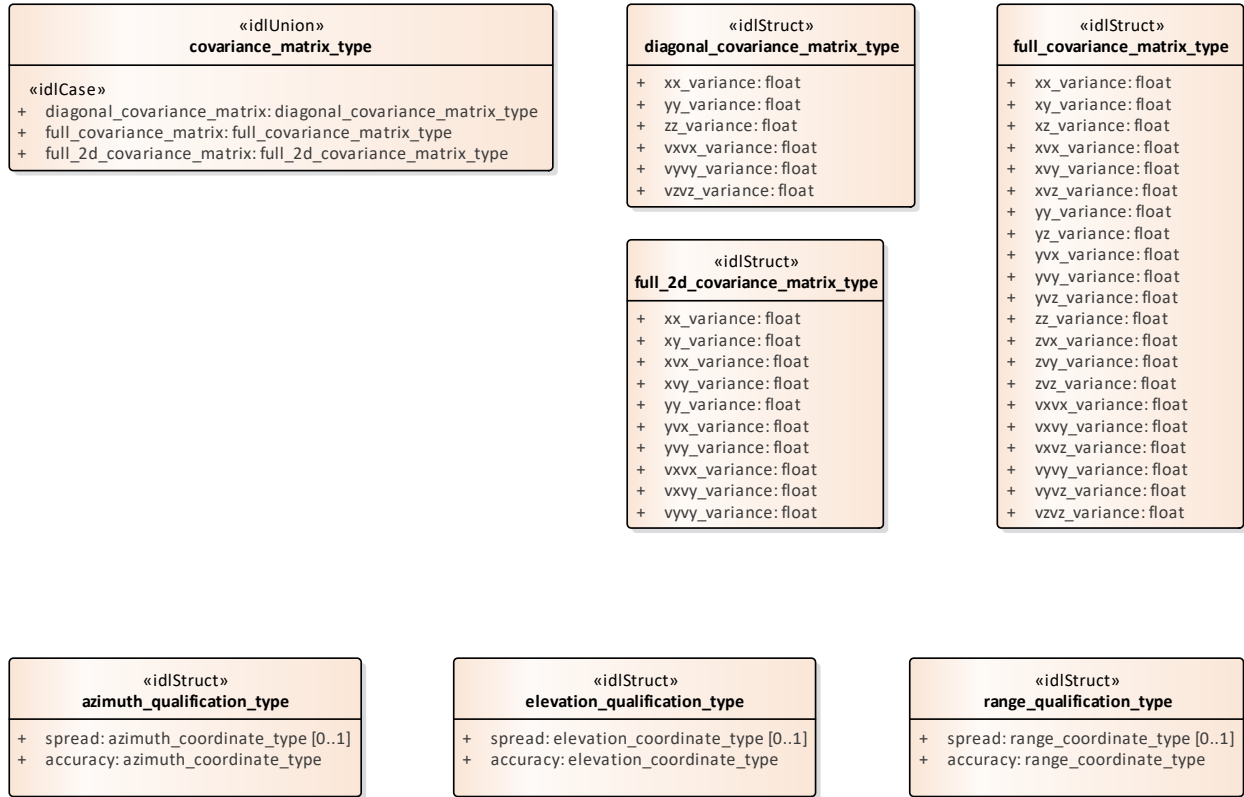 «idlUnion»
covariance_matrix_type
«idlCase»
+ diagonal_covariance_matrix: diagonal_covariance_matrix_type
+ full_covariance_matrix: full_covariance_matrix_type
+ full_2d_covariance_matrix: full_2d_covariance_matrix_type
«idlStruct»
diagonal_covariance_matrix_type
+ xx_variance: float
+ yy_variance: float
+ zz_variance: float
+ vxvx_variance: float
+ vyvy_variance: float
+ vzvz_variance: float
«idlStruct»
full_2d_covariance_matrix_type
+ xx_variance: float
+ xy_variance: float
+ xvx_variance: float
+ xvy_variance: float
+ yy_variance: float
+ yvx_variance: float
+ yvy_variance: float
+ vxvx_variance: float
+ vxvy_variance: float
+ vyvy_variance: float
«idlStruct»
full_covariance_matrix_type
+ xx_variance: float
+ xy_variance: float
+ xz_variance: float
+ xvx_variance: float
+ xvy_variance: float
+ xvz_variance: float
+ yy_variance: float
+ yz_variance: float
+ yvx_variance: float
+ yvy_variance: float
+ yvz_variance: float
+ zz_variance: float
+ zvx_variance: float
+ zvy_variance: float
+ zvz_variance: float
+ vxvx_variance: float
+ vxvy_variance: float
+ vxvz_variance: float
+ vyvy_variance: float
+ vyvz_variance: float
+ vzvz_variance: float
«idlStruct»
azimuth_qualification_type
+ spread: azimuth_coordinate_type [0..1]
+ accuracy: azimuth_coordinate_type
«idlStruct»
elevation_qualification_type
+ spread: elevation_coordinate_type [0..1]
+ accuracy: elevation_coordinate_type
«idlStruct»
range_qualification_type
+ spread: range_coordinate_type [0..1]
+ accuracy: range_coordinate_type